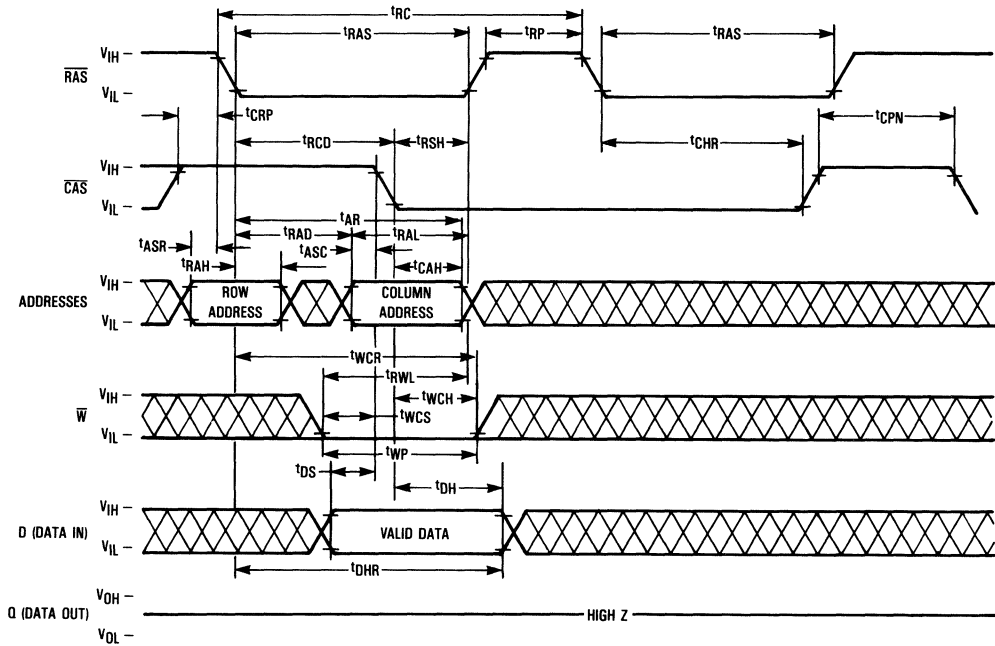 tRC
tRAS tRP tRAS
VIH
RAS
VIL
tCRP tCPN
tRCD tRSH tCHR
VIH
CAS
VIL
tAR
tRAD tRAL
tASR tASC
tRAH tCAH
VIH
ADDRESSES ROW ADDRESS COLUMN ADDRESS
VIL
tWCR
tRWL
VIH tWCH
W tWCS
VIL
tWP
tDS
tDH
VIH
D (DATA IN) VALID DATA
VIL
tDHR
VOH
Q (DATA OUT) HIGH Z
VOL